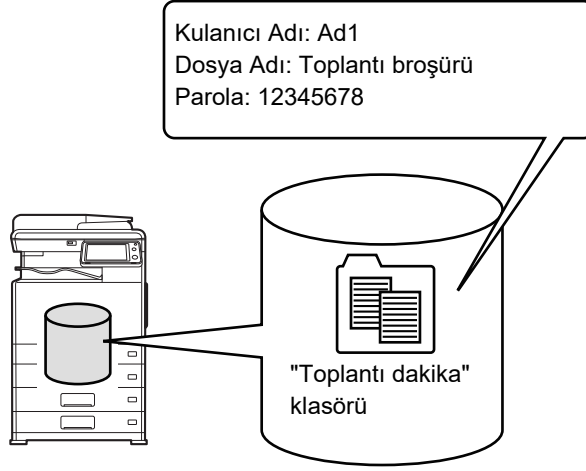 Kulanıcı Adı: Ad1
Dosya Adı: Toplantı broşürü
Parola: 12345678
"Toplantı dakika"
klasörü